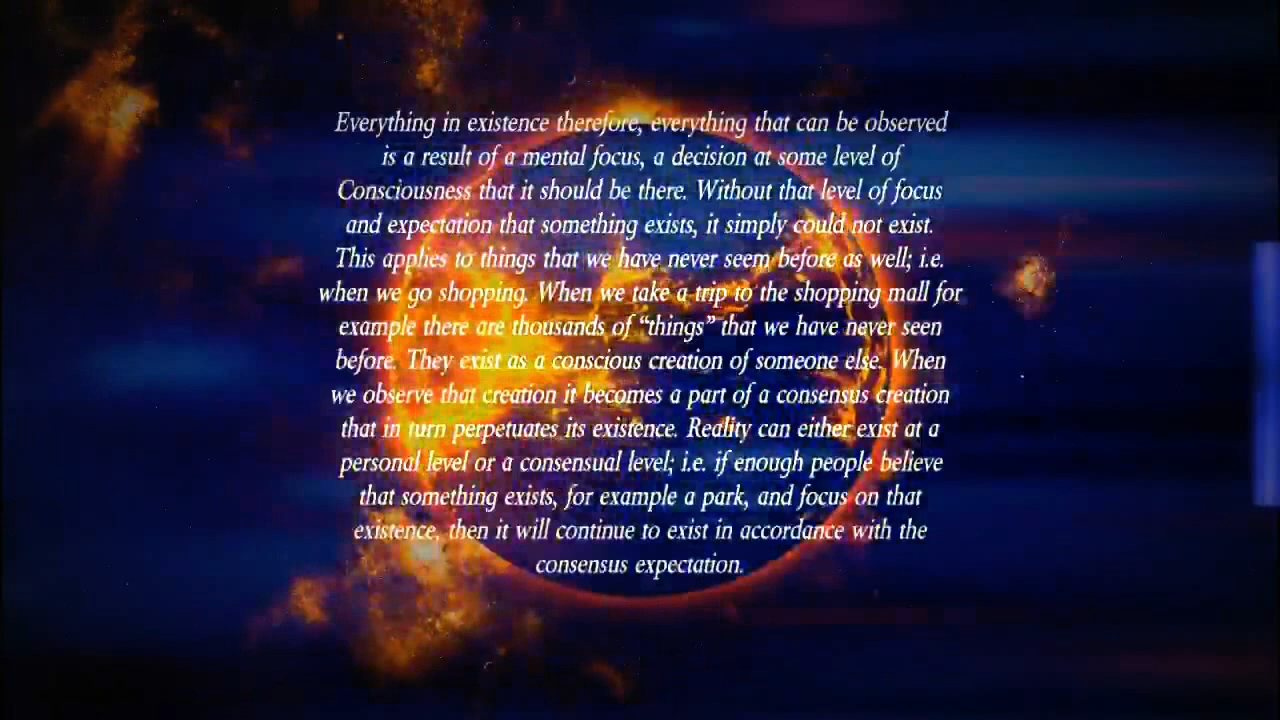 Everything in existence therefore, everything that can be observed
is a result of a mental focus, a decision at some level of
Consciousness that it should be there. Without that level of focus
and expectation that something exists, it simply could not exist.
This applies to things that we have never seem before as well; i.e.
when we go shopping. When we take a trip to the shopping mall for
example there are thousands of “things” that we have never seen
before. They exist as a conscious creation of someone else. When
we observe that creation it becomes a part of a consensus creation
that in turn perpetuates its existence. Reality can either exist at a
personal level or a consensual level; i.e. if enough people believe
that something exists, for example a park, and focus on that
existence, then it will continue to exist in accordance with the
consensus expectation.